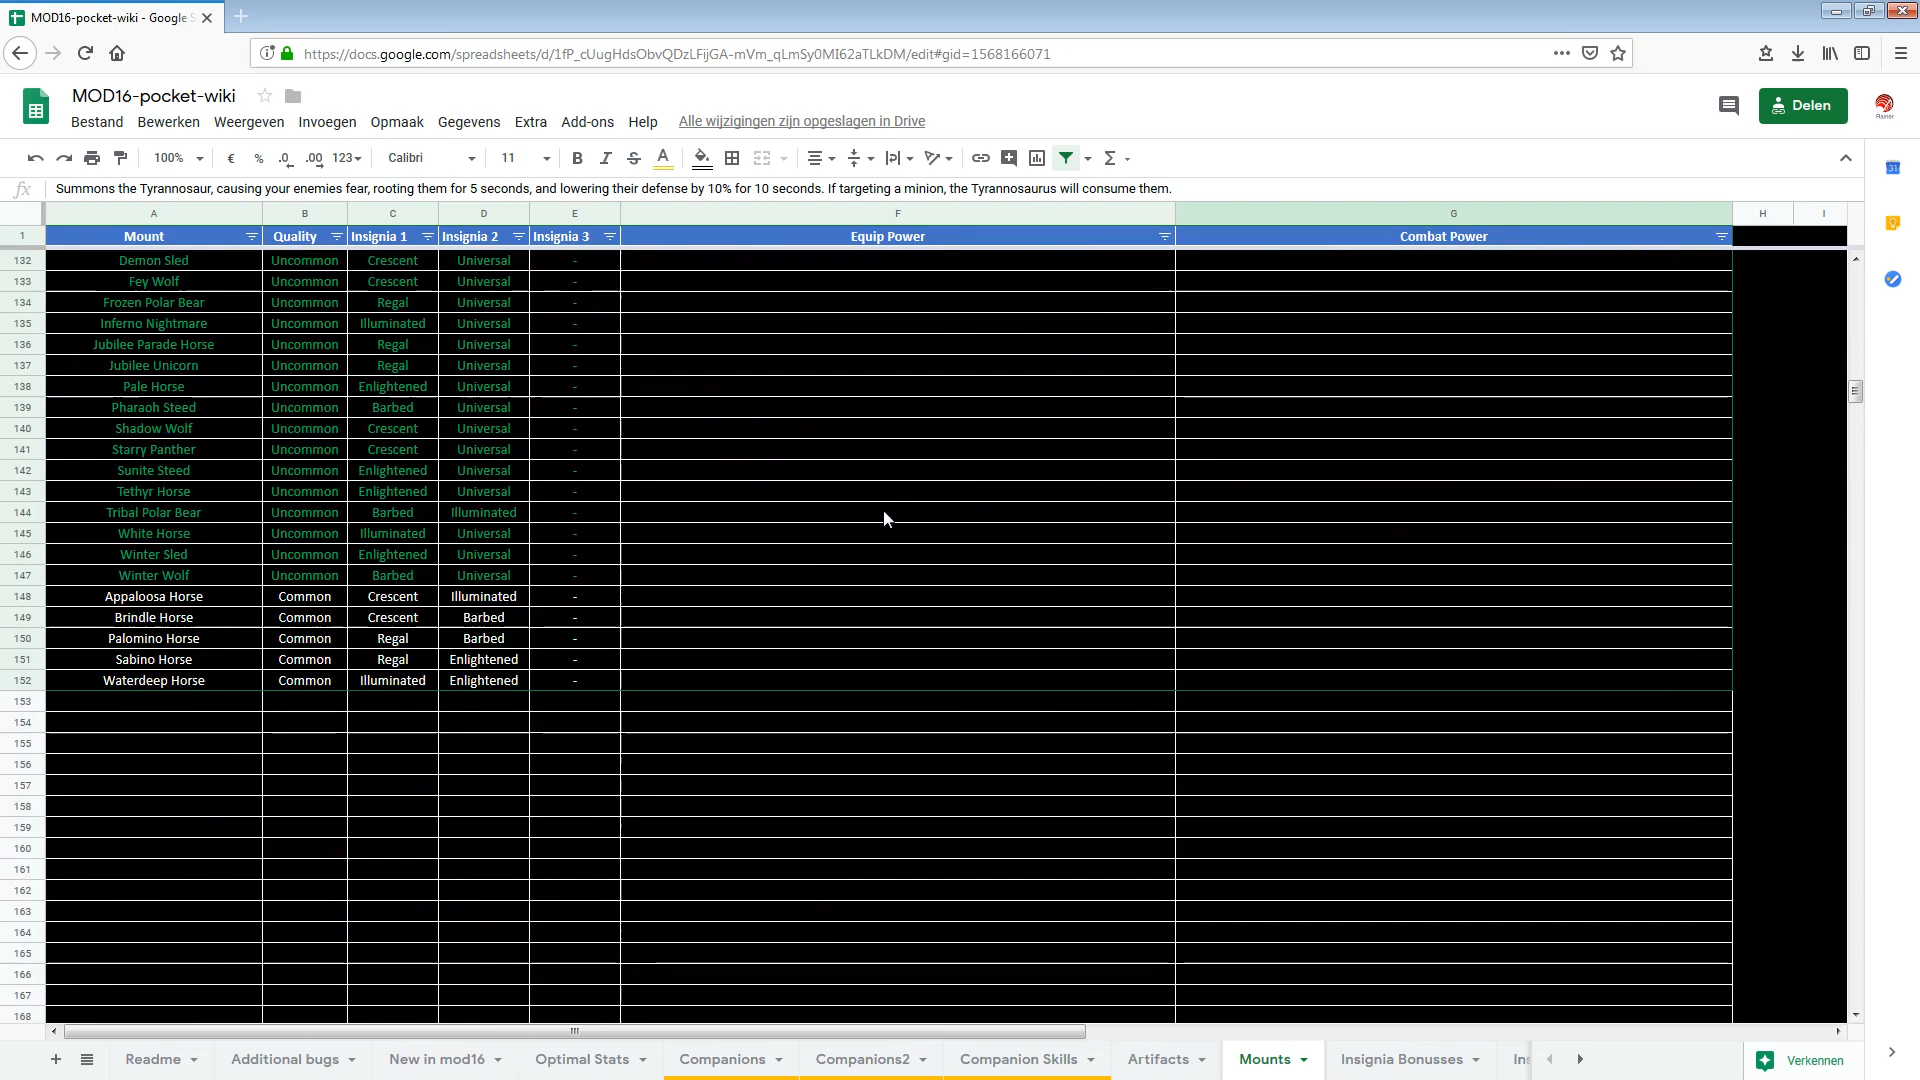 MOD16-pocket-wiki - Google S
https://docs.google.com/spreadsheets/d/1fP_cUugHdsObvQDzLFijGA-mVm_qLmSy0MI62aTLkDM/edit#gid=1568166071
MOD16-pocket-wiki
Delen
Rainer
Bestand Bewerken Weergeven Invoegen Opmaak Gegevens Extra Add-ons Help Alle wijzigingen zijn opgeslagen in Drive
100% € % .0 .00 123 Calibri 11 B I S A
fx Summons the Tyrannosaur, causing your enemies fear, rooting them for 5 seconds, and lowering their defense by 10% for 10 seconds. If targeting a minion, the Tyrannosaurus will consume them.
A B C D E F G H I
1 Mount Quality Insignia 1 Insignia 2 Insignia 3 Equip Power Combat Power
132 Demon Sled Uncommon Crescent Universal -
133 Fey Wolf Uncommon Crescent Universal -
134 Frozen Polar Bear Uncommon Regal Universal -
135 Inferno Nightmare Uncommon Illuminated Universal -
136 Jubilee Parade Horse Uncommon Regal Universal -
137 Jubilee Unicorn Uncommon Regal Universal -
138 Pale Horse Uncommon Enlightened Universal -
139 Pharaoh Steed Uncommon Barbed Universal -
140 Shadow Wolf Uncommon Crescent Universal -
141 Starry Panther Uncommon Crescent Universal -
142 Sunite Steed Uncommon Enlightened Universal -
143 Tethyr Horse Uncommon Enlightened Universal -
144 Tribal Polar Bear Uncommon Barbed Illuminated -
145 White Horse Uncommon Illuminated Universal -
146 Winter Sled Uncommon Enlightened Universal -
147 Winter Wolf Uncommon Barbed Universal -
148 Appaloosa Horse Common Crescent Illuminated -
149 Brindle Horse Common Crescent Barbed -
150 Palomino Horse Common Regal Barbed -
151 Sabino Horse Common Regal Enlightened -
152 Waterdeep Horse Common Illuminated Enlightened -
153
154
155
156
157
158
159
160
161
162
163
164
165
166
167
168
Readme Additional bugs New in mod16 Optimal Stats Companions Companions2 Companion Skills Artifacts Mounts Insignia Bonusses Ins Verkennen